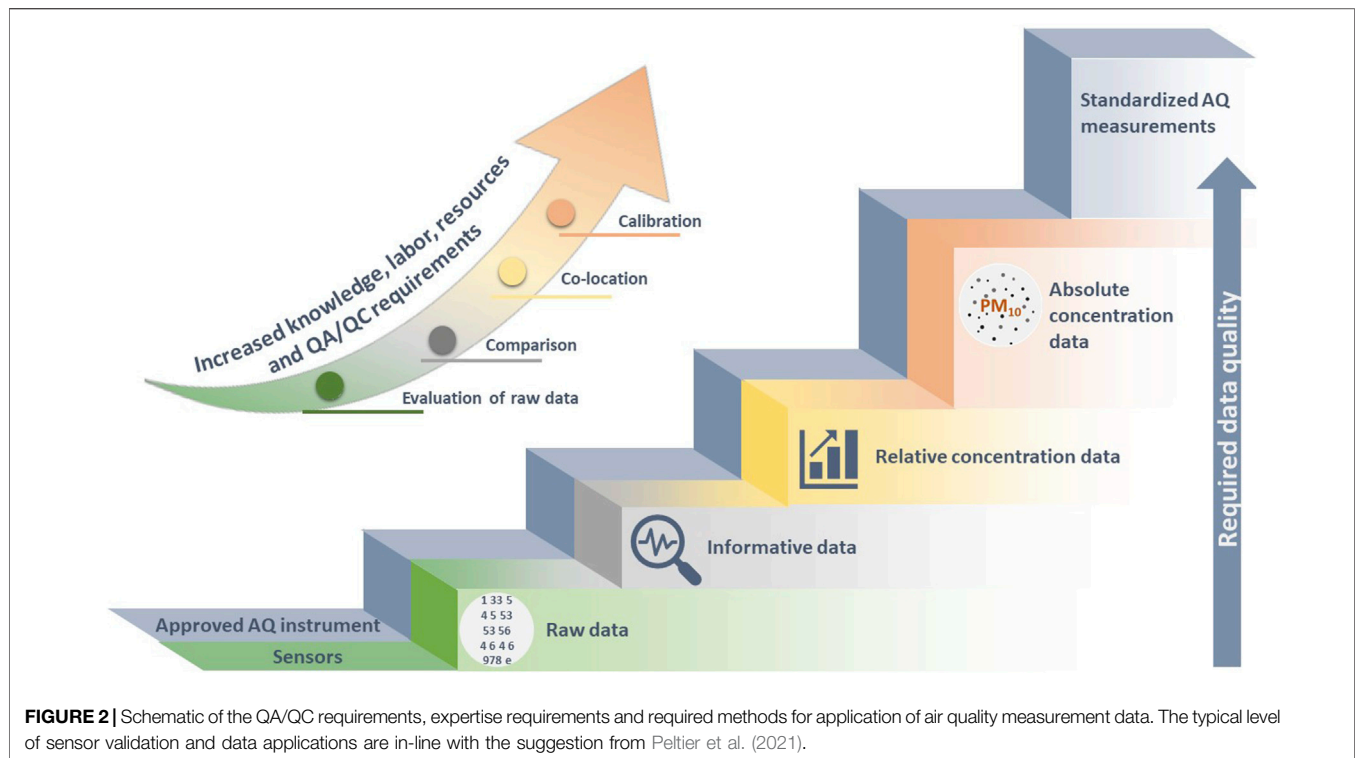 Increased knowledge, labor, resources
and QA/QC requirements
Calibration
Co-location
Comparison
Evaluation of raw data
Standardized AQ
measurements
PM10
Absolute
concentration
data
Relative concentration data
Informative data
1 33 5
4 5 53
53 56
4 6 4 6
978 e
Raw data
Approved AQ instrument
Sensors
Required data quality
FIGURE 2 | Schematic of the QA/QC requirements, expertise requirements and required methods for application of air quality measurement data. The typical level
of sensor validation and data applications are in-line with the suggestion from Peltier et al. (2021).